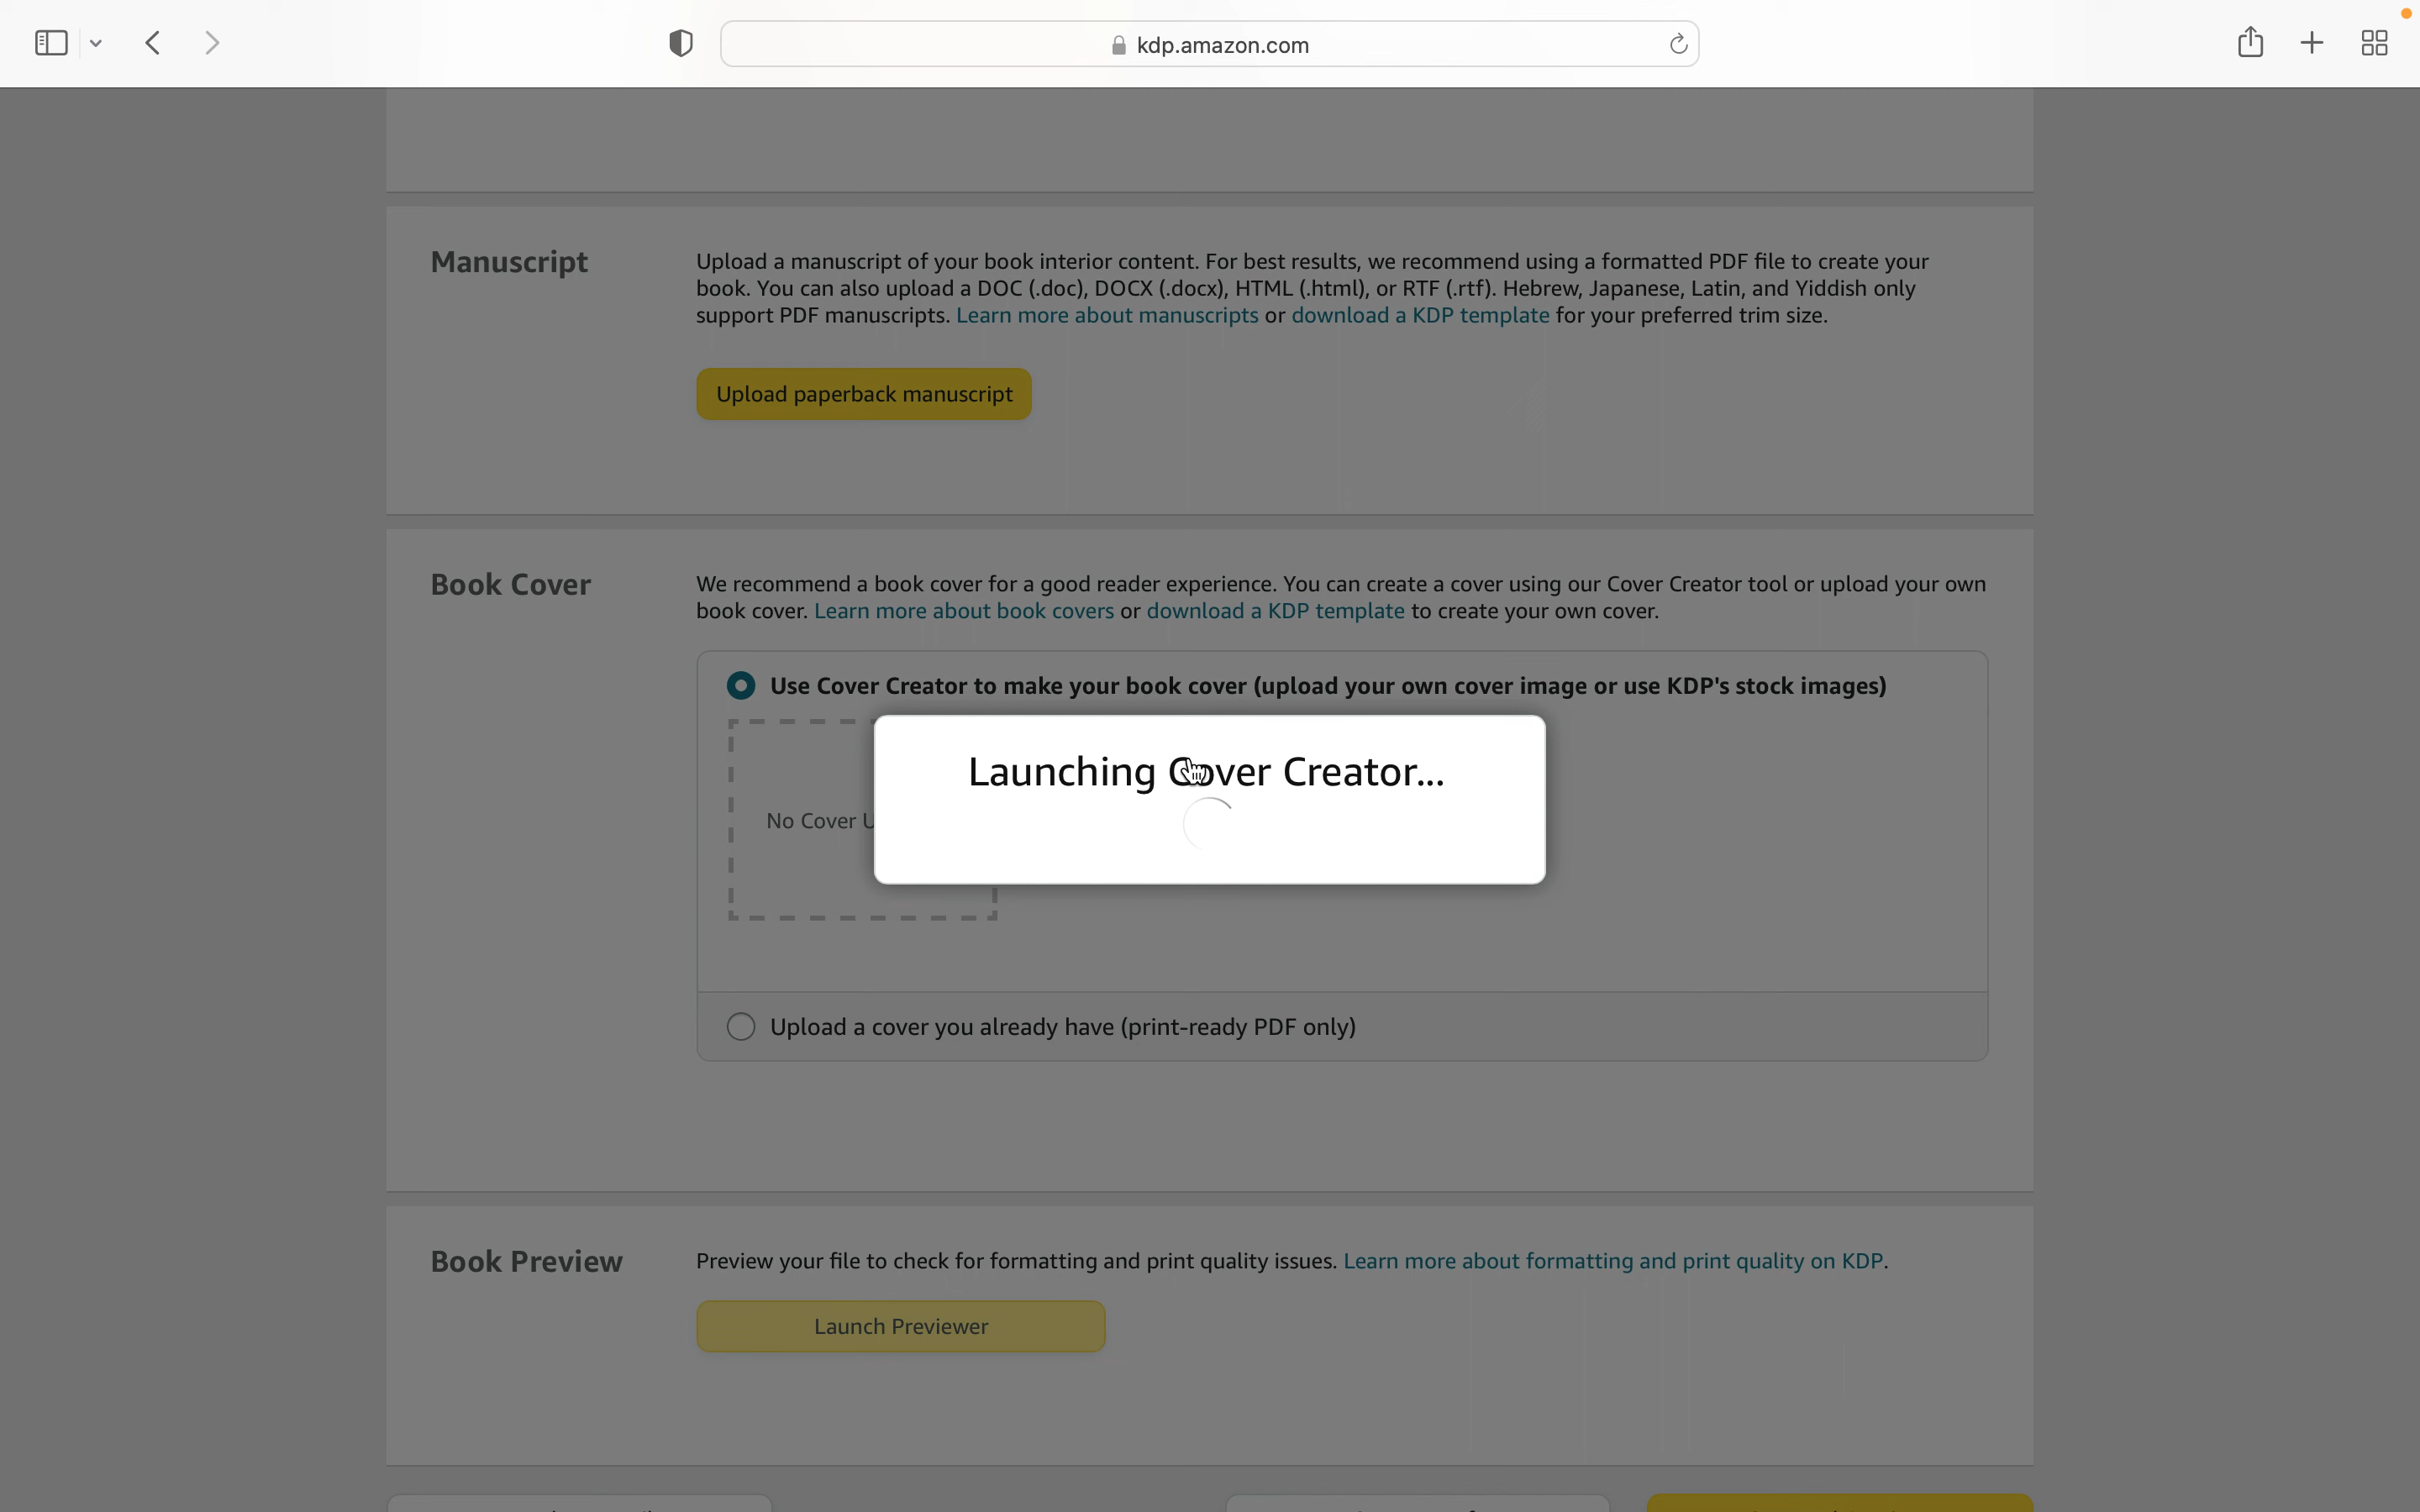 kdp.amazon.com
Manuscript
Upload a manuscript of your book interior content. For best results, we recommend using a formatted PDF file to create your
book. You can also upload a DOC (.doc), DOCX (.docx), HTML (.html), or RTF (.rtf). Hebrew, Japanese, Latin, and Yiddish only
support PDF manuscripts. Learn more about manuscripts or download a KDP template for your preferred trim size.
Upload paperback manuscript
Book Cover
We recommend a book cover for a good reader experience. You can create a cover using our Cover Creator tool or upload your own
book cover. Learn more about book covers or download a KDP template to create your own cover.
Use Cover Creator to make your book cover (upload your own cover image or use KDP's stock images)
Launching Cover Creator...
No Cover
Upload a cover you already have (print-ready PDF only)
Book Preview
Preview your file to check for formatting and print quality issues. Learn more about formatting and print quality on KDP.
Launch Previewer